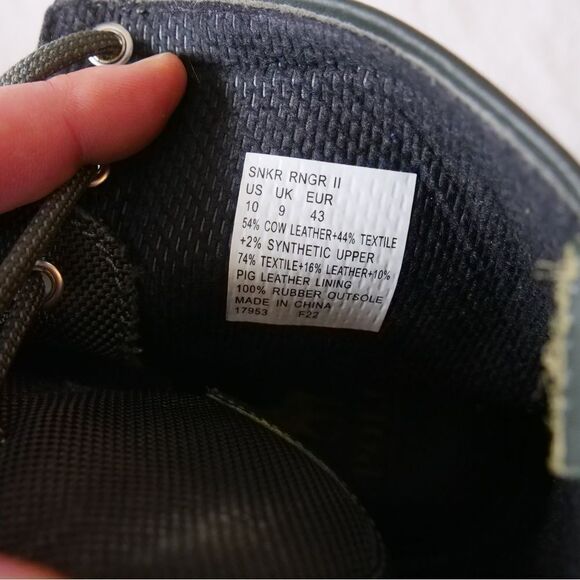 SNKR RNGR II
US UK EUR
10 9 43
54% COW LEATHER+44% TEXTILE
+2% SYNTHETIC UPPER
74% TEXTILE+16% LEATHER+10%
PIG LEATHER LINING
100% RUBBER OUTSOLE
MADE IN CHINA
17953 F22